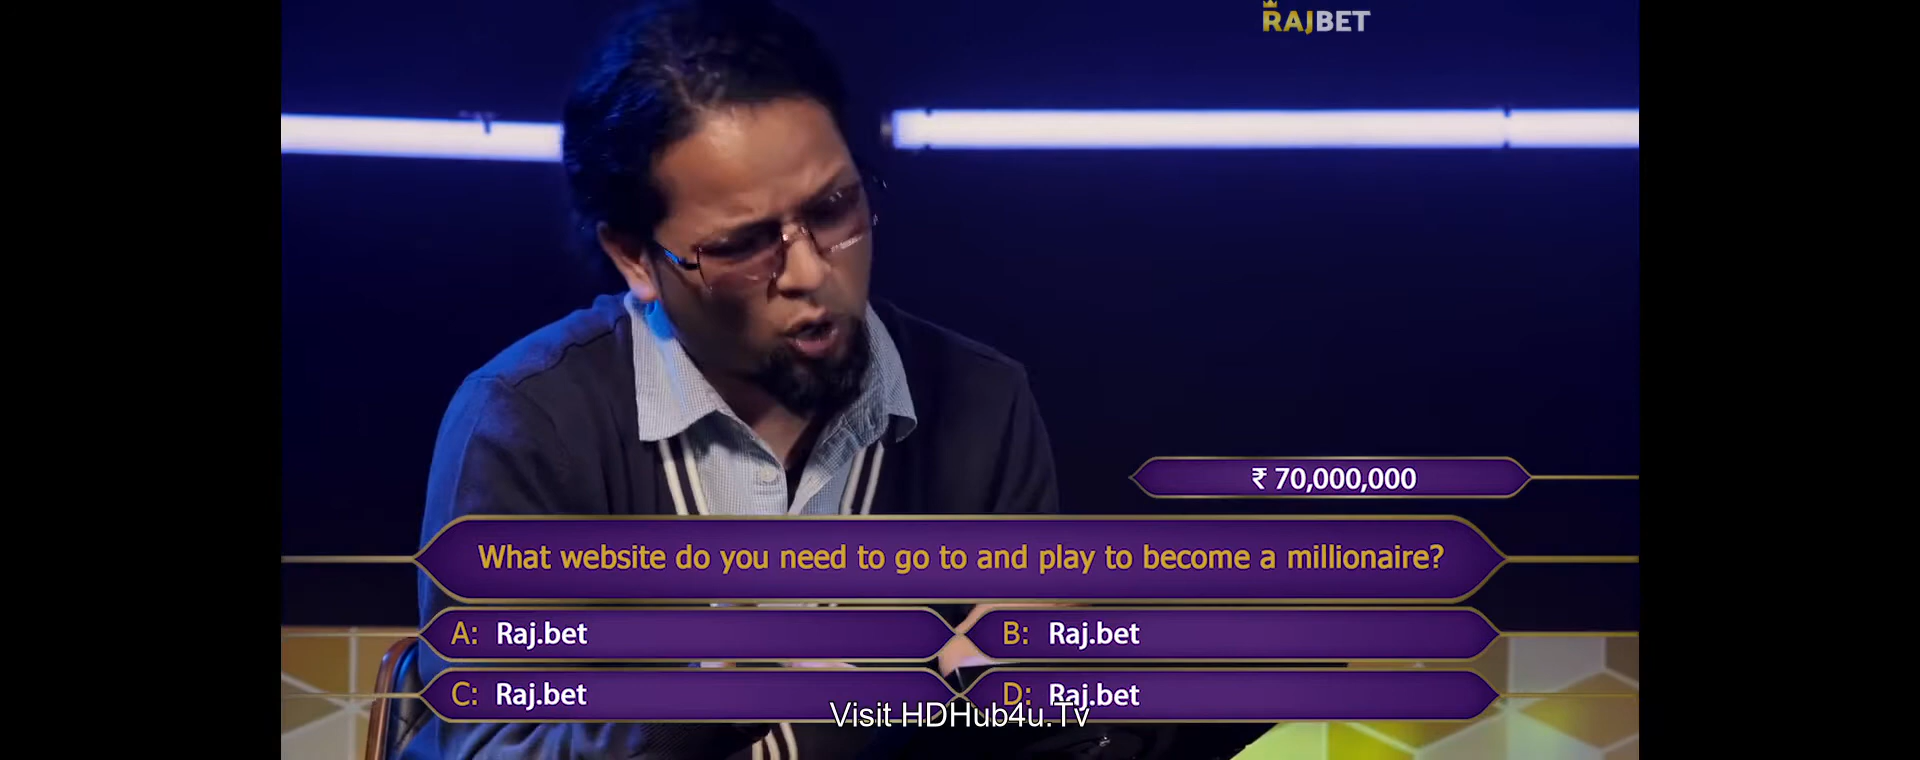 RAJBET
₹ 70,000,000
What website do you need to go to and play to become a millionaire?
A: Raj.bet
B: Raj.bet
C: Raj.bet
D: Raj.bet
Visit HDHub4u.Tv